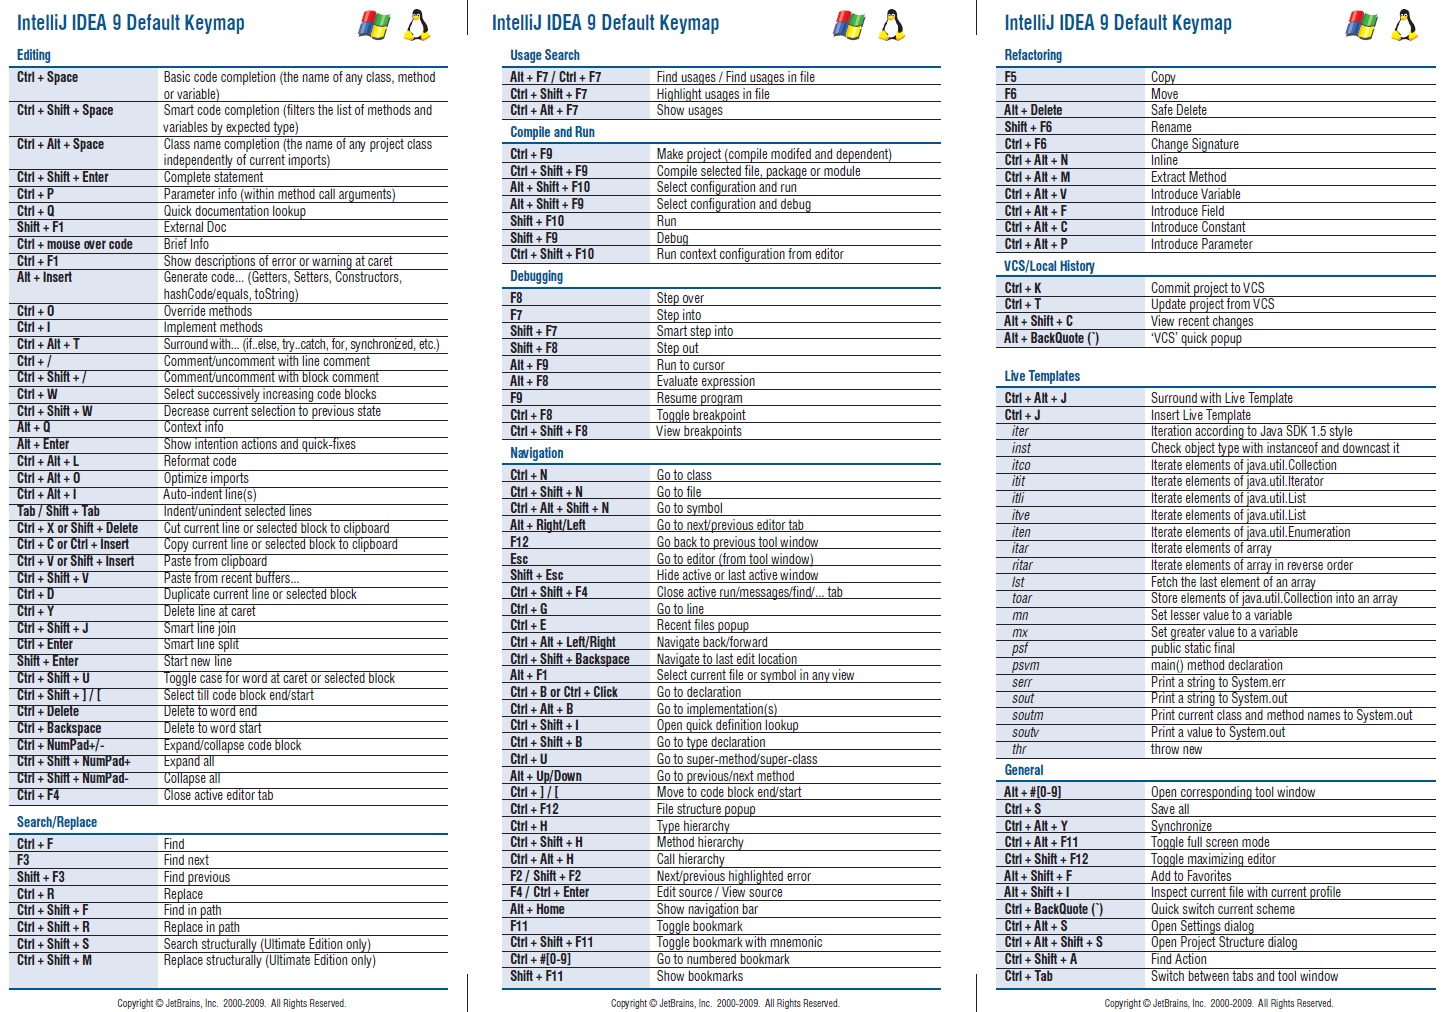 IntelliJ IDEA 9 Default Keymap
Editing
Ctrl + Space Basic code completion (the name of any class, method
or variable)
Ctrl + Shift + Space Smart code completion (filters the list of methods and
variables by expected type)
Ctrl + Alt + Space Class name completion (the name of any project class
independently of current imports)
Ctrl + Shift + Enter Complete statement
Ctrl + P Parameter info (within method call arguments)
Ctrl + Q Quick documentation lookup
Shift + F1 External Doc
Ctrl + mouse over code Brief Info
Ctrl + F1 Show descriptions of error or warning at caret
Alt + Insert Generate code... (Getters, Setters, Constructors,
hashCode/equals, toString)
Ctrl + O Override methods
Ctrl + I Implement methods
Ctrl + Alt + T Surround with... (if..else, try..catch, for, synchronized, etc.)
Ctrl + / Comment/uncomment with line comment
Ctrl + Shift + / Comment/uncomment with block comment
Ctrl + W Select successively increasing code blocks
Ctrl + Shift + W Decrease current selection to previous state
Alt + Q Context info
Alt + Enter Show intention actions and quick-fixes
Ctrl + Alt + L Reformat code
Ctrl + Alt + O Optimize imports
Ctrl + Alt + I Auto-indent line(s)
Tab / Shift + Tab Indent/unindent selected lines
Ctrl + X or Shift + Delete Cut current line or selected block to clipboard
Ctrl + C or Ctrl + Insert Copy current line or selected block to clipboard
Ctrl + V or Shift + Insert Paste from clipboard
Ctrl + Shift + V Paste from recent buffers...
Ctrl + D Duplicate current line or selected block
Ctrl + Y Delete line at caret
Ctrl + Shift + J Smart line join
Ctrl + Enter Smart line split
Shift + Enter Start new line
Ctrl + Shift + U Toggle case for word at caret or selected block
Ctrl + Shift + ] / [ Select till code block end/start
Ctrl + Delete Delete to word end
Ctrl + Backspace Delete to word start
Ctrl + NumPad+/- Expand/collapse code block
Ctrl + Shift + NumPad+ Expand all
Ctrl + Shift + NumPad- Collapse all
Ctrl + F4 Close active editor tab
Search/Replace
Ctrl + F Find
F3 Find next
Shift + F3 Find previous
Ctrl + R Replace
Ctrl + Shift + F Find in path
Ctrl + Shift + R Replace in path
Ctrl + Shift + S Search structurally (Ultimate Edition only)
Ctrl + Shift + M Replace structurally (Ultimate Edition only)
Copyright © JetBrains, Inc. 2000-2009. All Rights Reserved.
IntelliJ IDEA 9 Default Keymap
Usage Search
Alt + F7 / Ctrl + F7 Find usages / Find usages in file
Ctrl + Shift + F7 Highlight usages in file
Ctrl + Alt + F7 Show usages
Compile and Run
Ctrl + F9 Make project (compile modifed and dependent)
Ctrl + Shift + F9 Compile selected file, package or module
Alt + Shift + F10 Select configuration and run
Alt + Shift + F9 Select configuration and debug
Shift + F10 Run
Shift + F9 Debug
Ctrl + Shift + F10 Run context configuration from editor
Debugging
F8 Step over
F7 Step into
Shift + F7 Smart step into
Shift + F8 Step out
Alt + F9 Run to cursor
Alt + F8 Evaluate expression
F9 Resume program
Ctrl + F8 Toggle breakpoint
Ctrl + Shift + F8 View breakpoints
Navigation
Ctrl + N Go to class
Ctrl + Shift + N Go to file
Ctrl + Alt + Shift + N Go to symbol
Alt + Right/Left Go to next/previous editor tab
F12 Go back to previous tool window
Esc Go to editor (from tool window)
Shift + Esc Hide active or last active window
Ctrl + Shift + F4 Close active run/messages/find/... tab
Ctrl + G Go to line
Ctrl + E Recent files popup
Ctrl + Alt + Left/Right Navigate back/forward
Ctrl + Shift + Backspace Navigate to last edit location
Alt + F1 Select current file or symbol in any view
Ctrl + B or Ctrl + Click Go to declaration
Ctrl + Alt + B Go to implementation(s)
Ctrl + Shift + I Open quick definition lookup
Ctrl + Shift + B Go to type declaration
Ctrl + U Go to super-method/super-class
Alt + Up/Down Go to previous/next method
Ctrl + ] / [ Move to code block end/start
Ctrl + F12 File structure popup
Ctrl + H Type hierarchy
Ctrl + Shift + H Method hierarchy
Ctrl + Alt + H Call hierarchy
F2 / Shift + F2 Next/previous highlighted error
F4 / Ctrl + Enter Edit source / View source
Alt + Home Show navigation bar
F11 Toggle bookmark
Ctrl + Shift + F11 Toggle bookmark with mnemonic
Ctrl + #[0-9] Go to numbered bookmark
Shift + F11 Show bookmarks
Copyright © JetBrains, Inc. 2000-2009. All Rights Reserved.
IntelliJ IDEA 9 Default Keymap
Refactoring
F5 Copy
F6 Move
Alt + Delete Safe Delete
Shift + F6 Rename
Ctrl + F6 Change Signature
Ctrl + Alt + N Inline
Ctrl + Alt + M Extract Method
Ctrl + Alt + V Introduce Variable
Ctrl + Alt + F Introduce Field
Ctrl + Alt + C Introduce Constant
Ctrl + Alt + P Introduce Parameter
VCS/Local History
Ctrl + K Commit project to VCS
Ctrl + T Update project from VCS
Alt + Shift + C View recent changes
Alt + BackQuote (`) ‘VCS’ quick popup
Live Templates
Ctrl + Alt + J Surround with Live Template
Ctrl + J Insert Live Template
iter Iteration according to Java SDK 1.5 style
inst Check object type with instanceof and downcast it
itco Iterate elements of java.util.Collection
itit Iterate elements of java.util.Iterator
itli Iterate elements of java.util.List
itve Iterate elements of java.util.List
iten Iterate elements of java.util.Enumeration
itar Iterate elements of array
ritar Iterate elements of array in reverse order
lst Fetch the last element of an array
toar Store elements of java.util.Collection into an array
mn Set lesser value to a variable
mx Set greater value to a variable
psf public static final
psvm main() method declaration
serr Print a string to System.err
sout Print a string to System.out
soutm Print current class and method names to System.out
soutv Print a value to System.out
thr throw new
General
Alt + #[0-9] Open corresponding tool window
Ctrl + S Save all
Ctrl + Alt + Y Synchronize
Ctrl + Alt + F11 Toggle full screen mode
Ctrl + Shift + F12 Toggle maximizing editor
Alt + Shift + F Add to Favorites
Alt + Shift + I Inspect current file with current profile
Ctrl + BackQuote (`) Quick switch current scheme
Ctrl + Alt + S Open Settings dialog
Ctrl + Alt + Shift + S Open Project Structure dialog
Ctrl + Shift + A Find Action
Ctrl + Tab Switch between tabs and tool window
Copyright © JetBrains, Inc. 2000-2009. All Rights Reserved.